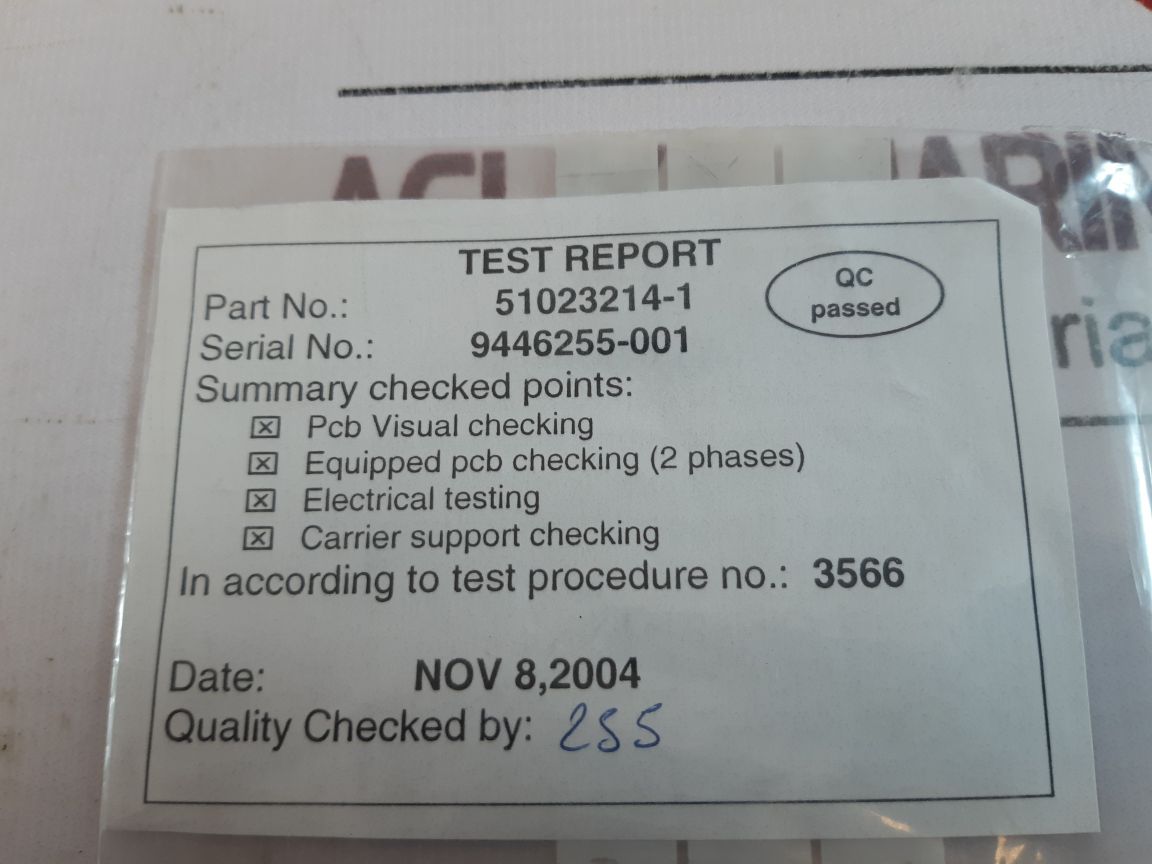 TEST REPORT
QC
passed
Part No.: 51023214-1
Serial No.: 9446255-001
Summary checked points:
☒ Pcb Visual checking
☒ Equipped pcb checking (2 phases)
☒ Electrical testing
☒ Carrier support checking
In according to test procedure no.: 3566
Date: NOV 8,2004
Quality Checked by: 255